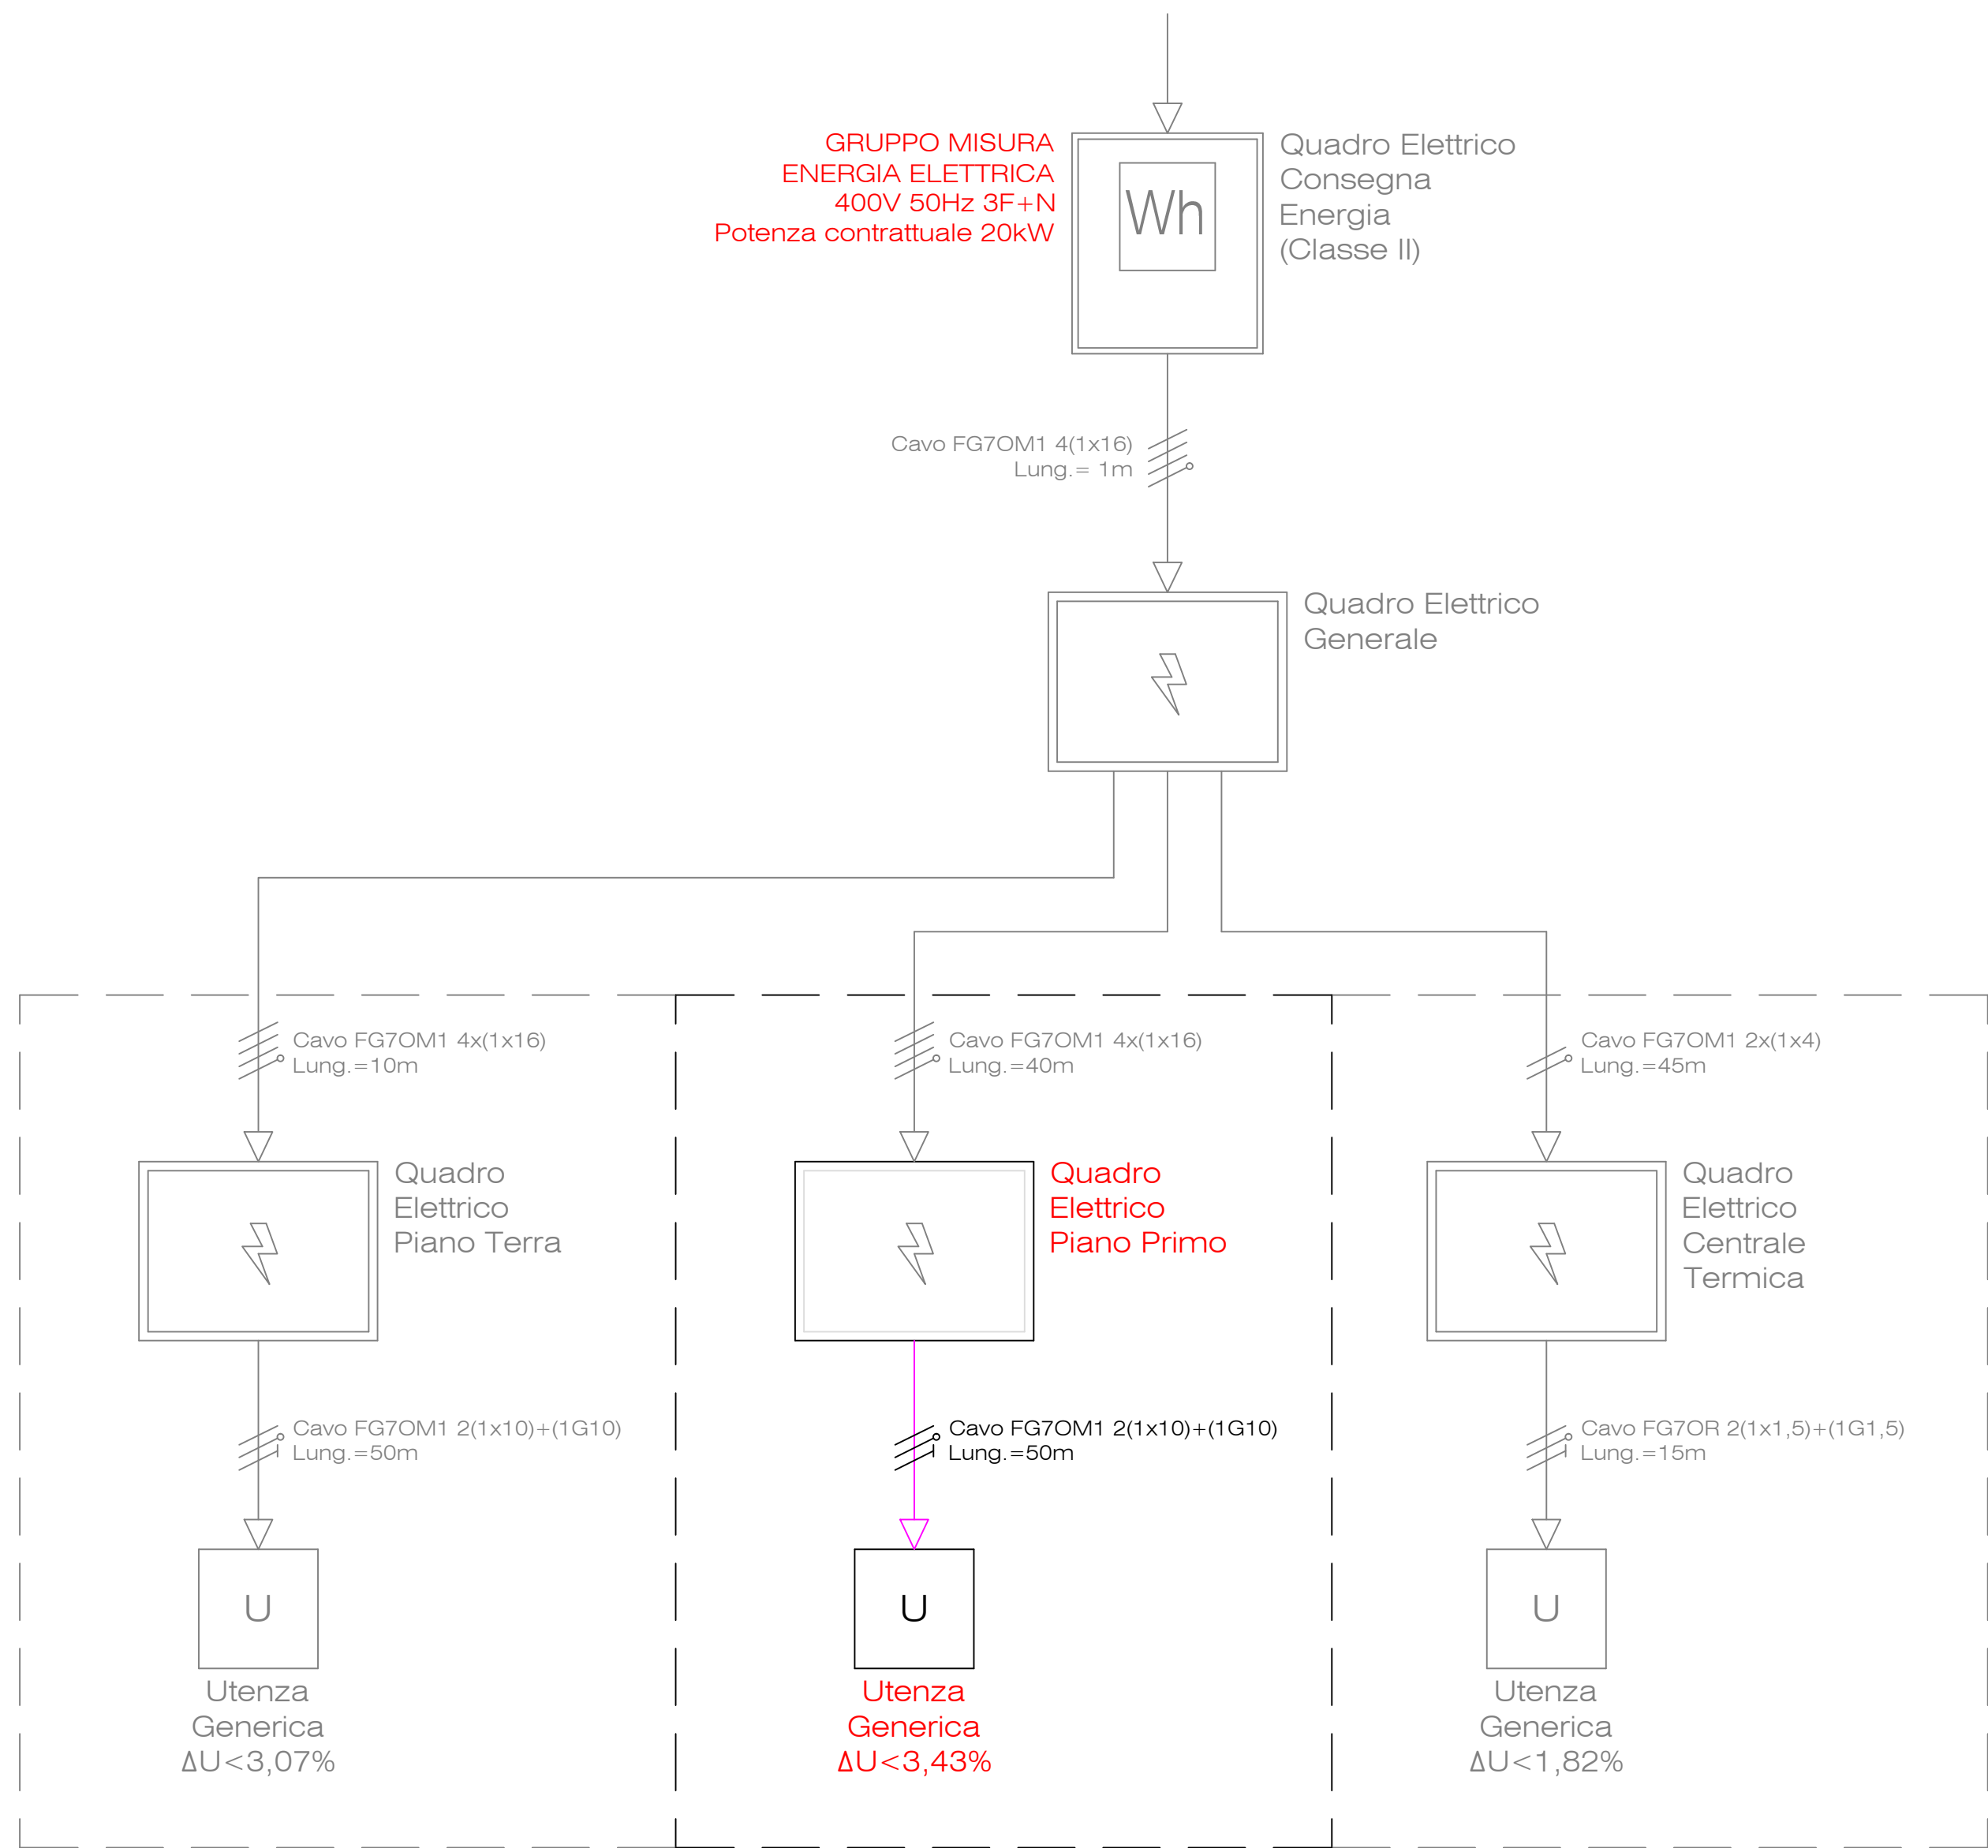 GRUPPO MISURA
ENERGIA ELETTRICA
400V 50Hz 3F+N
Potenza contrattuale 20kW
Wh
Quadro Elettrico
Consegna
Energia
(Classe II)
Cavo FG7OM1 4(1x16)
Lung.= 1m
Quadro Elettrico
Generale
Cavo FG7OM1 4x(1x16)
Lung.=10m
Quadro
Elettrico
Piano Terra
Cavo FG7OM1 2(1x10)+(1G10)
Lung.=50m
U
Utenza
Generica
ΔU<3,07%
Cavo FG7OM1 4x(1x16)
Lung.=40m
Quadro
Elettrico
Piano Primo
Cavo FG7OM1 2(1x10)+(1G10)
Lung.=50m
U
Utenza
Generica
ΔU<3,43%
Cavo FG7OM1 2x(1x4)
Lung.=45m
Quadro
Elettrico
Centrale
Termica
Cavo FG7OR 2(1x1,5)+(1G1,5)
Lung.=15m
U
Utenza
Generica
ΔU<1,82%